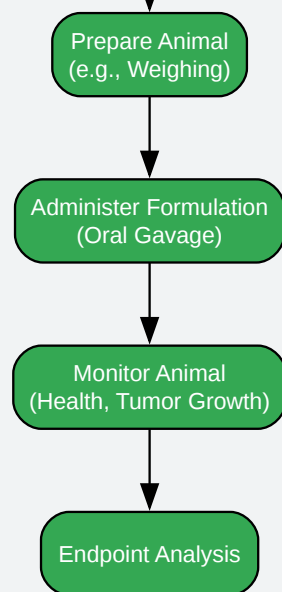 Prepare Animal
(e.g., Weighing)
Administer Formulation
(Oral Gavage)
Monitor Animal
(Health, Tumor Growth)
Endpoint Analysis